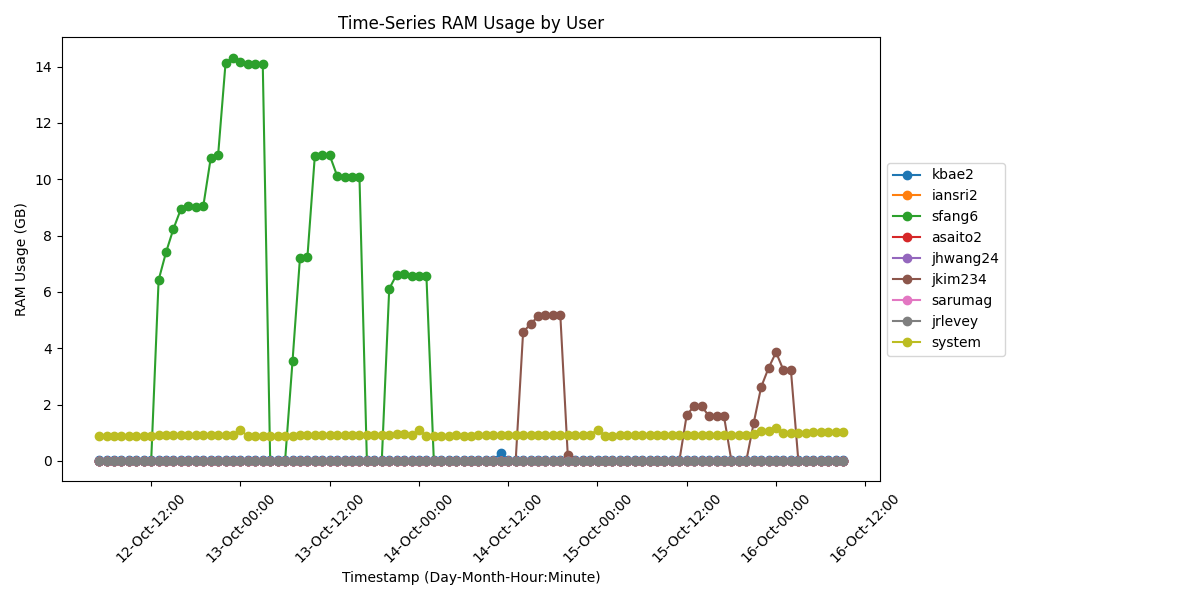 Time-Series RAM Usage by User
RAM Usage (GB)
14
12
10
8
6
4
2
0
12-Oct-12:00
13-Oct-00:00
13-Oct-12:00
14-Oct-00:00
14-Oct-12:00
15-Oct-00:00
15-Oct-12:00
16-Oct-00:00
16-Oct-12:00
Timestamp (Day-Month-Hour:Minute)
kbae2
iansri2
sfang6
asaito2
jhwang24
jkim234
sarumag
jrlevey
system